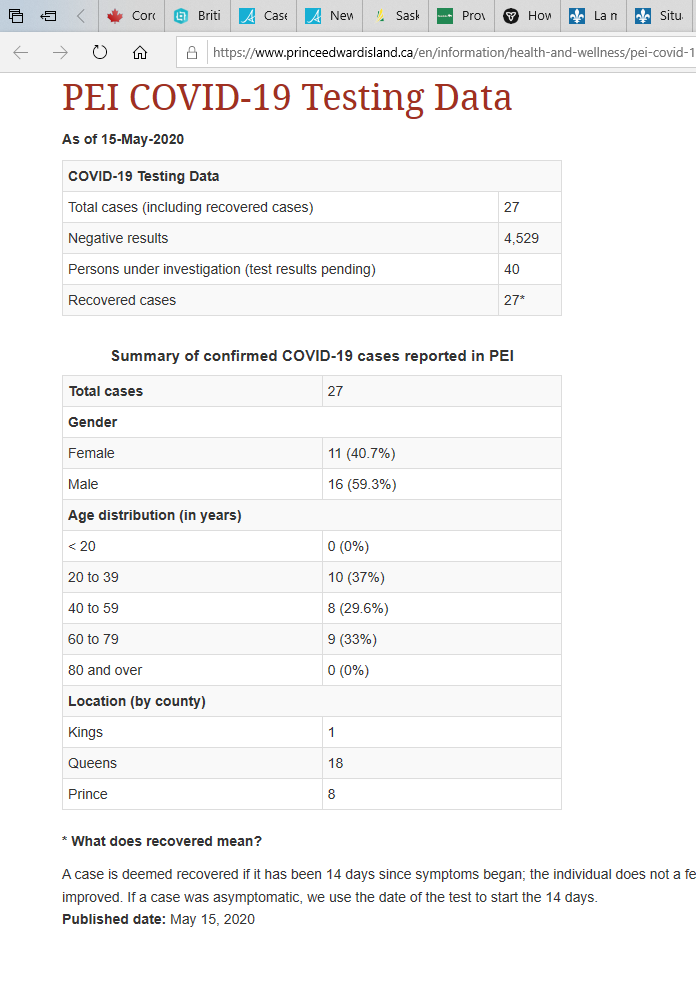 Cord
Briti
Case
New
Sask
Prov
How
La n
Situ
https://www.princeedwardisland.ca/en/information/health-and-wellness/pei-covid-1
PEI COVID-19 Testing Data
As of 15-May-2020
COVID-19 Testing Data
Total cases (including recovered cases) 27
Negative results 4,529
Persons under investigation (test results pending) 40
Recovered cases 27*
Summary of confirmed COVID-19 cases reported in PEI
Total cases 27
Gender
Female 11 (40.7%)
Male 16 (59.3%)
Age distribution (in years)
< 20 0 (0%)
20 to 39 10 (37%)
40 to 59 8 (29.6%)
60 to 79 9 (33%)
80 and over 0 (0%)
Location (by county)
Kings 1
Queens 18
Prince 8
* What does recovered mean?
A case is deemed recovered if it has been 14 days since symptoms began; the individual does not a fe
improved. If a case was asymptomatic, we use the date of the test to start the 14 days.
Published date: May 15, 2020